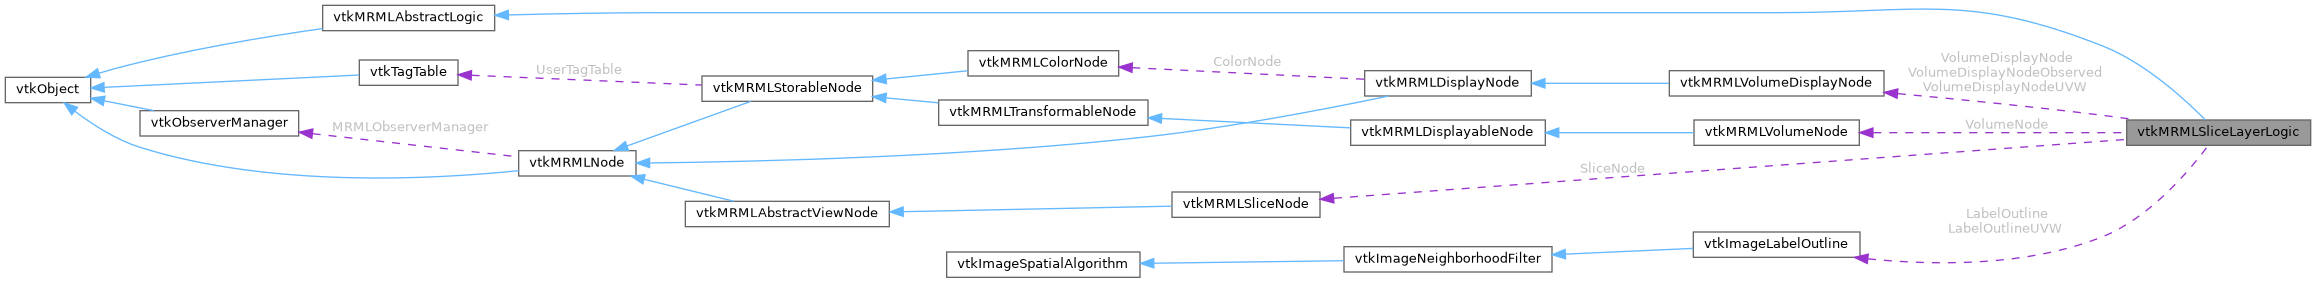 vtkMRMLAbstractLogic
vtkTagTable
vtkObject
vtkObserverManager
UserTagTable
MRMLObserverManager
vtkMRMLNode
vtkMRMLStorableNode
vtkMRMLAbstractViewNode
vtkMRMLColorNode
vtkMRMLTransformableNode
vtkImageSpatialAlgorithm
ColorNode
vtkMRMLSliceNode
vtkMRMLDisplayNode
vtkMRMLDisplayableNode
vtkImageNeighborhoodFilter
vtkMRMLVolumeDisplayNode
vtkMRMLVolumeNode
SliceNode
vtkImageLabelOutline
VolumeDisplayNode
VolumeDisplayNodeObserved
VolumeDisplayNodeUVW
VolumeNode
LabelOutline
LabelOutlineUVW
vtkMRMLSliceLayerLogic